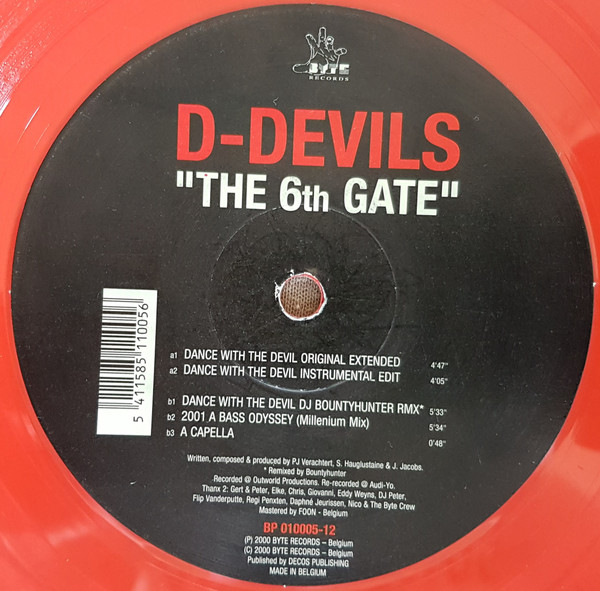 BYTE
RECORDS
D-DEVILS
"THE 6th GATE"
a1 DANCE WITH THE DEVIL ORIGINAL EXTENDED 4'47"
a2 DANCE WITH THE DEVIL INSTRUMENTAL EDIT 4'05"
b1 DANCE WITH THE DEVIL DJ BOUNTYHUNTER RMX* 5'33"
b2 2001 A BASS ODYSSEY (Millenium Mix) 5'34"
b3 A CAPELLA 0'48"
5 411585 110056
Written, composed & produced by PJ Verachtert, S. Hauglustaine & J. Jacobs.
* Remixed by Bountyhunter
Recorded @ Outworld Productions. Re-recorded @ Audi-Yo.
Thanx 2: Gert & Peter, Elke, Chris, Giovanni, Eddy Weyns, DJ Peter,
Flip Vanderputte, Regi Penxten, Daphné Jeurissen, Nico & The Byte Crew
Mastered by FOON - Belgium
BP 010005-12
(P) 2000 BYTE RECORDS – Belgium
(C) 2000 BYTE RECORDS – Belgium
Published by DECOS PUBLISHING
MADE IN BELGIUM